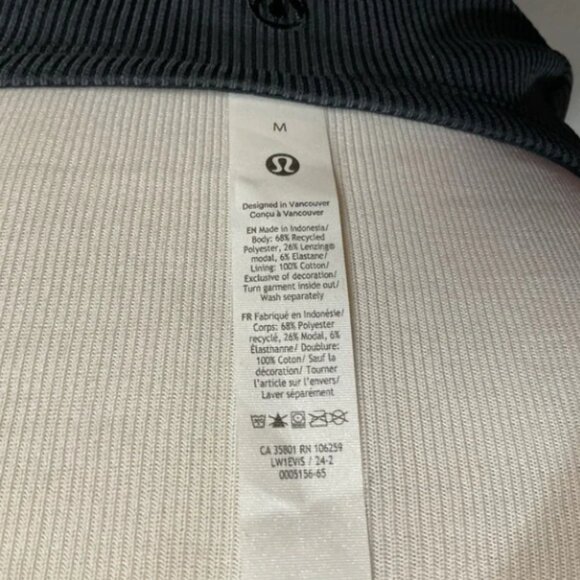 M
Designed in Vancouver
Conçu à Vancouver
EN Made in Indonesia/
Body: 68% Recycled
Polyester, 26% Lenzing®
modal, 6% Elastane/
Lining: 100% Cotton/
Exclusive of decoration/
Turn garment inside out/
Wash separately
FR Fabriqué en Indonésie/
Corps: 68% Polyester
recyclé, 26% Modal, 6%
Élasthanne/ Doublure:
100% Coton/ Sauf la
décoration/ Tourner
l'article sur l'envers/
Laver séparément
CA 35801 RN 106259
LW1EVIS / 24-2
0005156-65